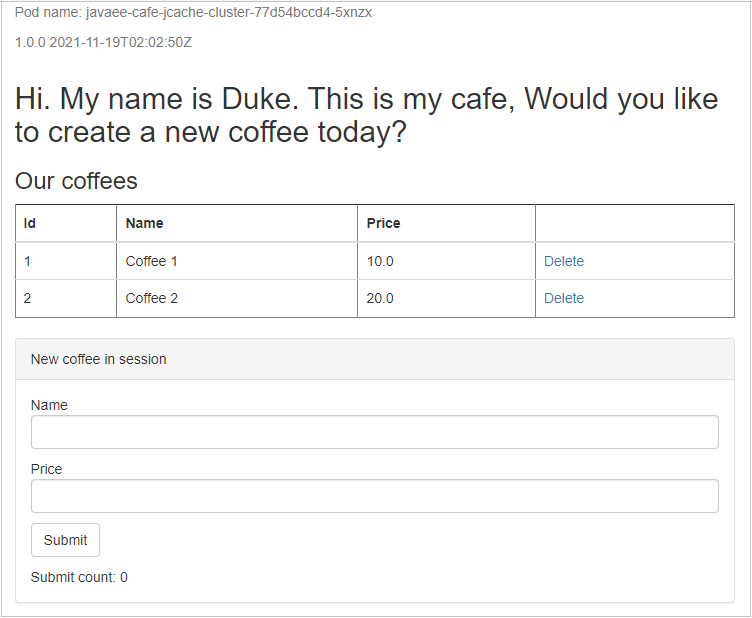 Pod name: javaee-cafe-jcache-cluster-77d54bccd4-5xnzx
1.0.0 2021-11-19T02:02:50Z
Hi. My name is Duke. This is my cafe, Would you like
to create a new coffee today?
Our coffees
Id Name Price
1 Coffee 1 10.0 Delete
2 Coffee 2 20.0 Delete
New coffee in session
Name
Price
Submit
Submit count: 0